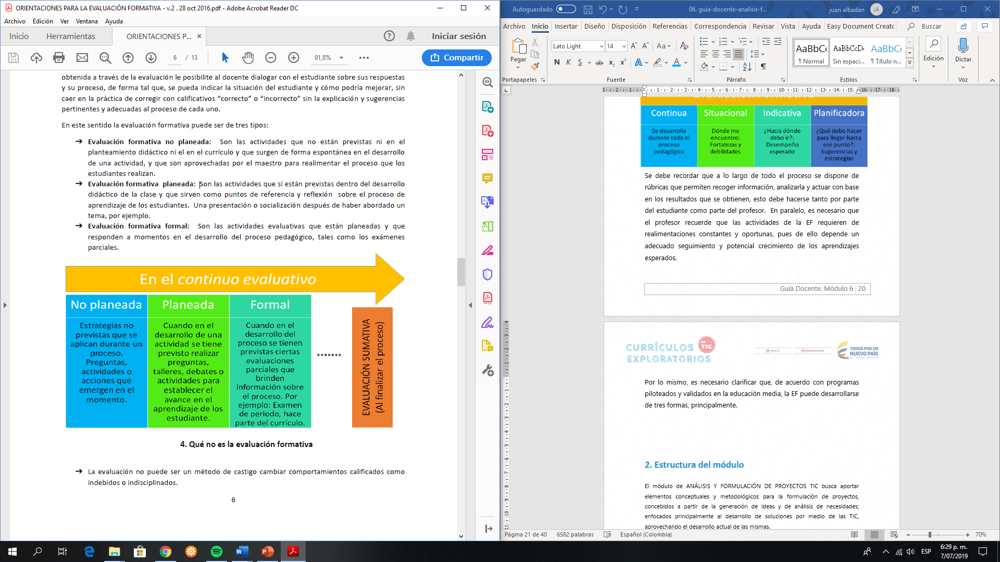 ORIENTACIONES PARA LA EVALUACIÓN FORMATIVA - v.2 . 28 oct 2016.pdf - Adobe Acrobat Reader DC
Archivo Edición Ver Ventana Ayuda
Inicio Herramientas ORIENTACIONES P... Iniciar sesión
6 / 13 91,8% Compartir
obtenida a través de la evaluación le posibilite al docente dialogar con el estudiante sobre sus respuestas
y su proceso, de forma tal que, se pueda indicar la situación del estudiante y cómo podría mejorar, sin
caer en la práctica de corregir con calificativos “correcto” o “incorrecto” sin la explicación y sugerencias
pertinentes y adecuadas al proceso de cada uno.
En este sentido la evaluación formativa puede ser de tres tipos:
➔ Evaluación formativa no planeada: Son las actividades que no están previstas ni en el
planteamiento didáctico ni el en el currículo y que surgen de forma espontánea en el desarrollo
de una actividad, y que son aprovechadas por el maestro para realimentar el proceso que los
estudiantes realizan.
➔ Evaluación formativa planeada: Son las actividades que sí están previstas dentro del desarrollo
didáctico de la clase y que sirven como puntos de referencia y reflexión sobre el proceso de
aprendizaje de los estudiantes. Una presentación o socialización después de haber abordado un
tema, por ejemplo.
➔ Evaluación formativa formal: Son las actividades evaluativas que están planeadas y que
responden a momentos en el desarrollo del proceso pedagógico, tales como los exámenes
parciales.
En el continuo evaluativo
No planeada
Estrategias no
previstas que se
aplican durante un
proceso.
Preguntas,
actividades o
acciones que
emergen en el
momento.
Planeada
Cuando en el
desarrollo de una
actividad se tiene
previsto realizar
preguntas,
talleres, debates o
actividades para
establecer el
avance en el
aprendizaje de los
estudiante.
Formal
Cuando en el
desarrollo del
proceso se tienen
previstas ciertas
evaluaciones
parciales que
brinden
información sobre
el proceso. Por
ejemplo: Examen
de periodo, hace
parte del currículo.
*******
EVALUACIÓN SUMATIVA
(Al finalizar el proceso)
4. Qué no es la evaluación formativa
➔ La evaluación no puede ser un método de castigo cambiar comportamientos calificados como
indebidos o indisciplinados.
6
Autoguardado 06. guia-docente-analisis-f... juan albadan JA
Archivo Inicio Insertar Diseño Disposición Referencias Correspondencia Revisar Vista Ayuda Easy Document Creato Buscar
Pegar
Portapapeles
Lato Light 14 Aa
N K S ab x₂ x² A A
Fuente
Párrafo
AaBbCc AaBbCcDc AaBbC
¶ Normal Sin espaci... ¶ Título n...
Estilos
Edición
Dictar
Voz
Evaluación Formativa
Continua
Se desarrolla
durante todo el
proceso
pedagógico
Situacional
Dónde me
encuentro:
Fortalezas y
debilidades
Indicativa
¿Hacia dónde
debo ir?:
Desempeño
esperado
Planificadora
¿Qué debo hacer
para llegar hasta
ese punto?:
Sugerencias y
estrategias
Se debe recordar que a lo largo de todo el proceso se dispone de
rúbricas que permiten recoger información, analizarla y actuar con base
en los resultados que se obtienen, esto debe hacerse tanto por parte
del estudiante como parte del profesor. En paralelo, es necesario que
el profesor recuerde que las actividades de la EF requieren de
realimentaciones constantes y oportunas, pues de ello depende un
adecuado seguimiento y potencial crecimiento de los aprendizajes
esperados.
Guía Docente. Módulo 6 20
CURRÍCULOS EN TIC
EXPLORATORIOS
MINTIC MINEDUCACIÓN TODOS POR UN
NUEVO PAÍS
PAZ EQUIDAD EDUCACIÓN
Por lo mismo, es necesario clarificar que, de acuerdo con programas
piloteados y validados en la educación media, la EF puede desarrollarse
de tres formas, principalmente.
2. Estructura del módulo
El módulo de ANÁLISIS Y FORMULACIÓN DE PROYECTOS TIC busca aportar
elementos conceptuales y metodológicos para la formulación de proyectos,
concebidos a partir de la generación de ideas y de análisis de necesidades;
enfocados principalmente al desarrollo de soluciones por medio de las TIC,
aprovechando el desarrollo actual de las mismas.
Página 21 de 40 6582 palabras Español (Colombia) 70%
ESP 6:29 p. m.
7/07/2019